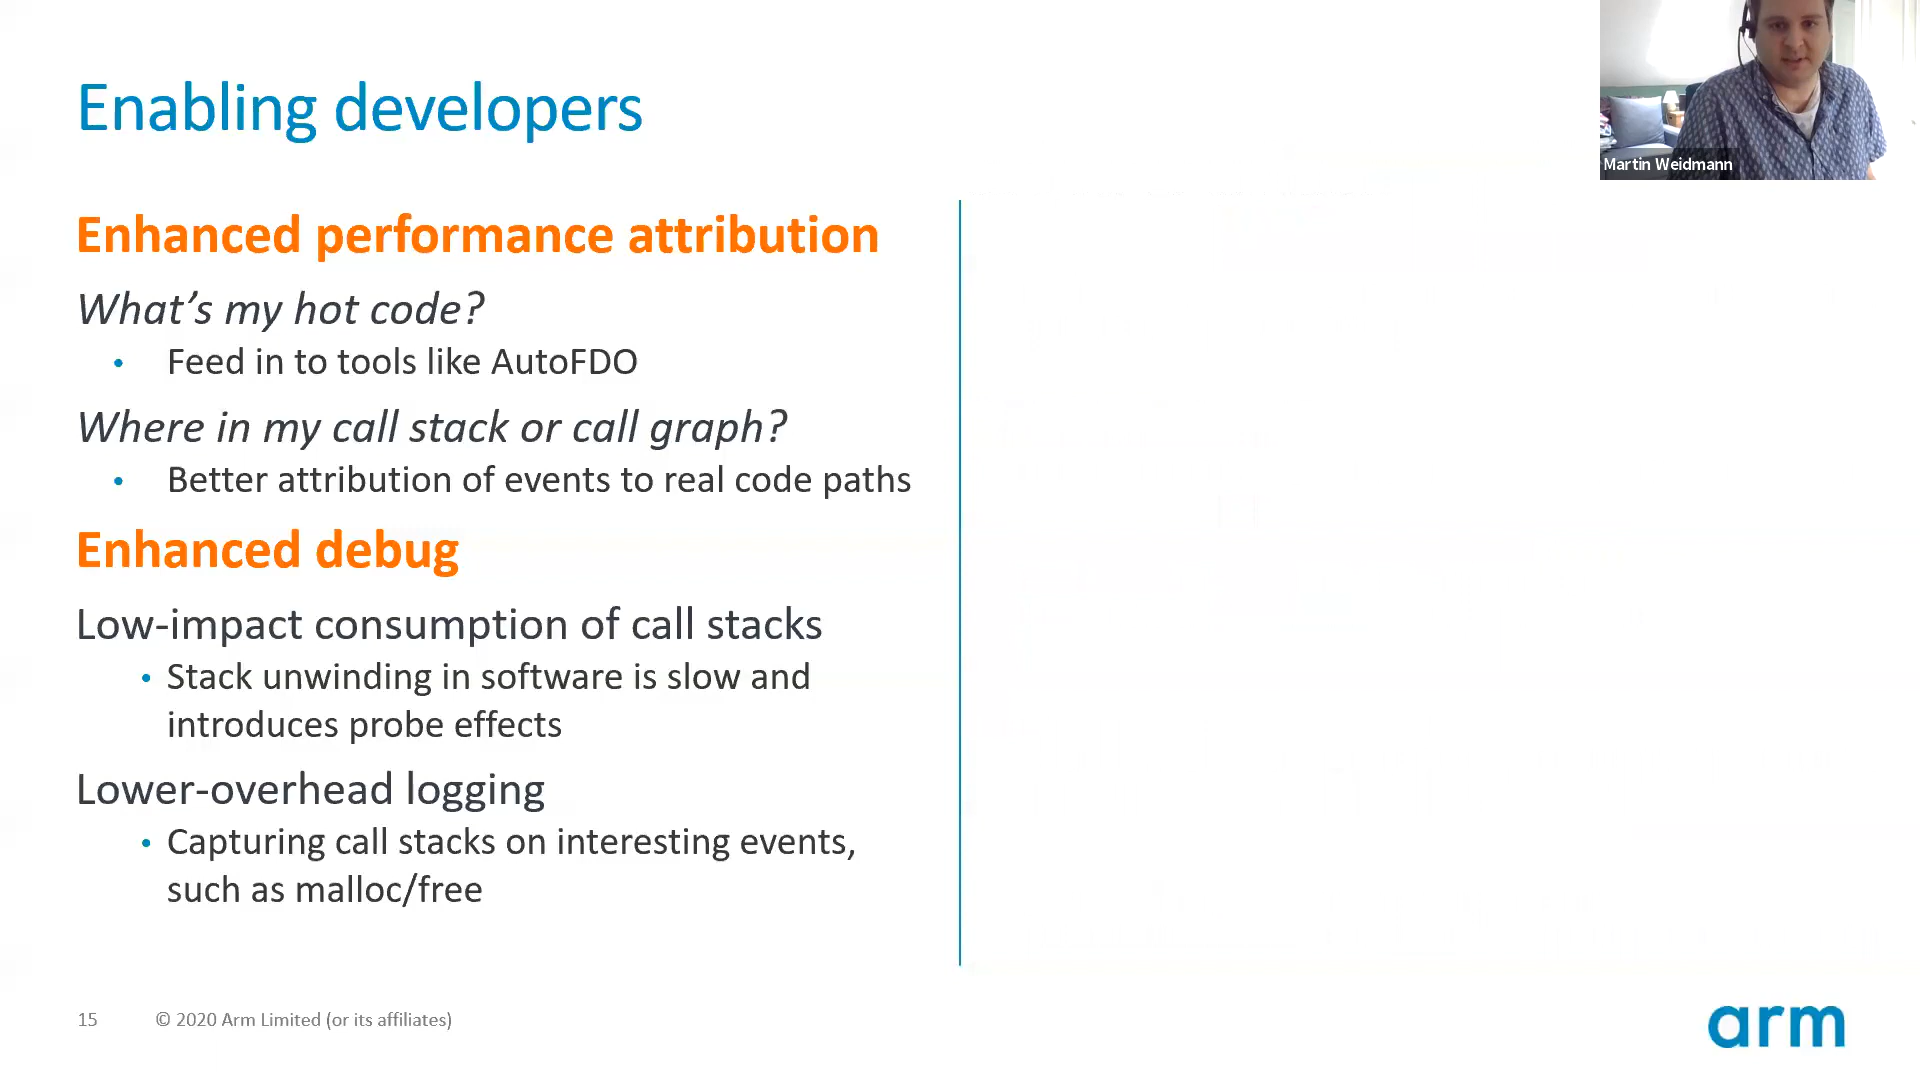 Enabling developers
Martin Weidmann
Enhanced performance attribution
What’s my hot code?
• Feed in to tools like AutoFDO
Where in my call stack or call graph?
• Better attribution of events to real code paths
Enhanced debug
Low-impact consumption of call stacks
• Stack unwinding in software is slow and
introduces probe effects
Lower-overhead logging
• Capturing call stacks on interesting events,
such as malloc/free
15 © 2020 Arm Limited (or its affiliates)
arm